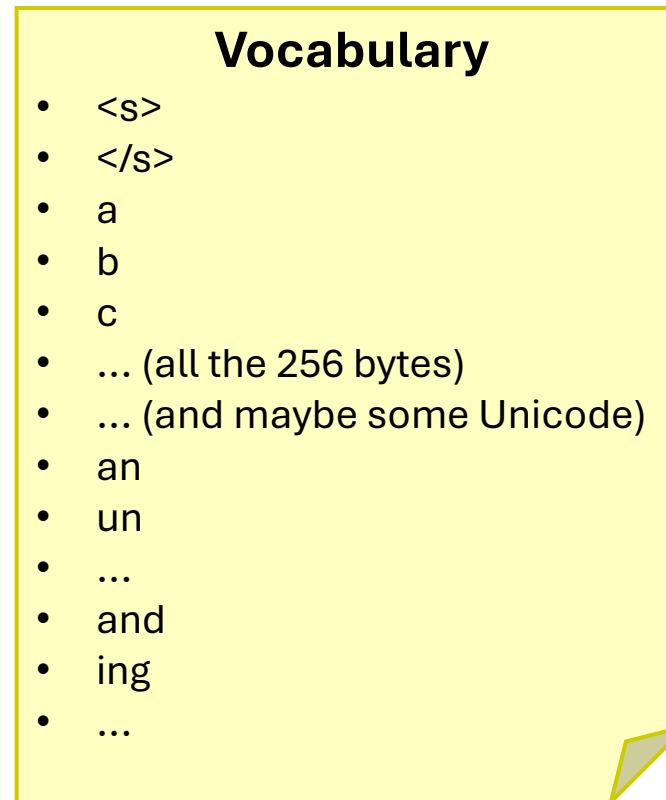 Vocabulary
• <s>
• </s>
• a
• b
• c
• ... (all the 256 bytes)
• ... (and maybe some Unicode)
• an
• un
• ...
• and
• ing
• ...